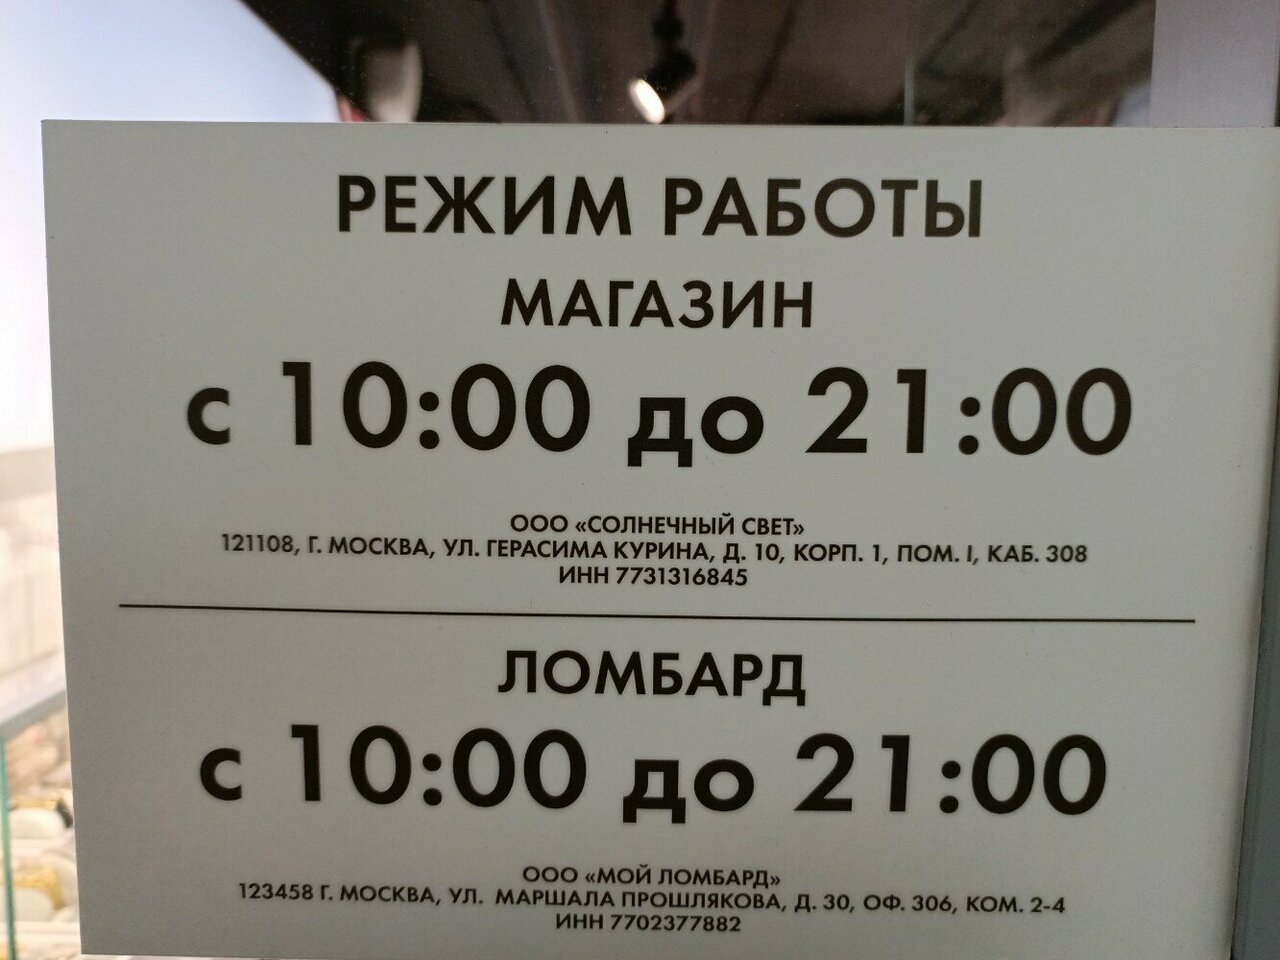 РЕЖИМ РАБОТЫ
МАГАЗИН
с 10:00 до 21:00
ООО «СОЛНЕЧНЫЙ СВЕТ»
121108, Г. МОСКВА, УЛ. ГЕРАСИМА КУРИНА, Д. 10, КОРП. 1, ПОМ. I, КАБ. 308
ИНН 7731316845
ЛОМБАРД
с 10:00 до 21:00
ООО «МОЙ ЛОМБАРД»
123458 Г. МОСКВА, УЛ. МАРШАЛА ПРОШЛЯКОВА, Д. 30, ОФ. 306, КОМ. 2-4
ИНН 7702377882